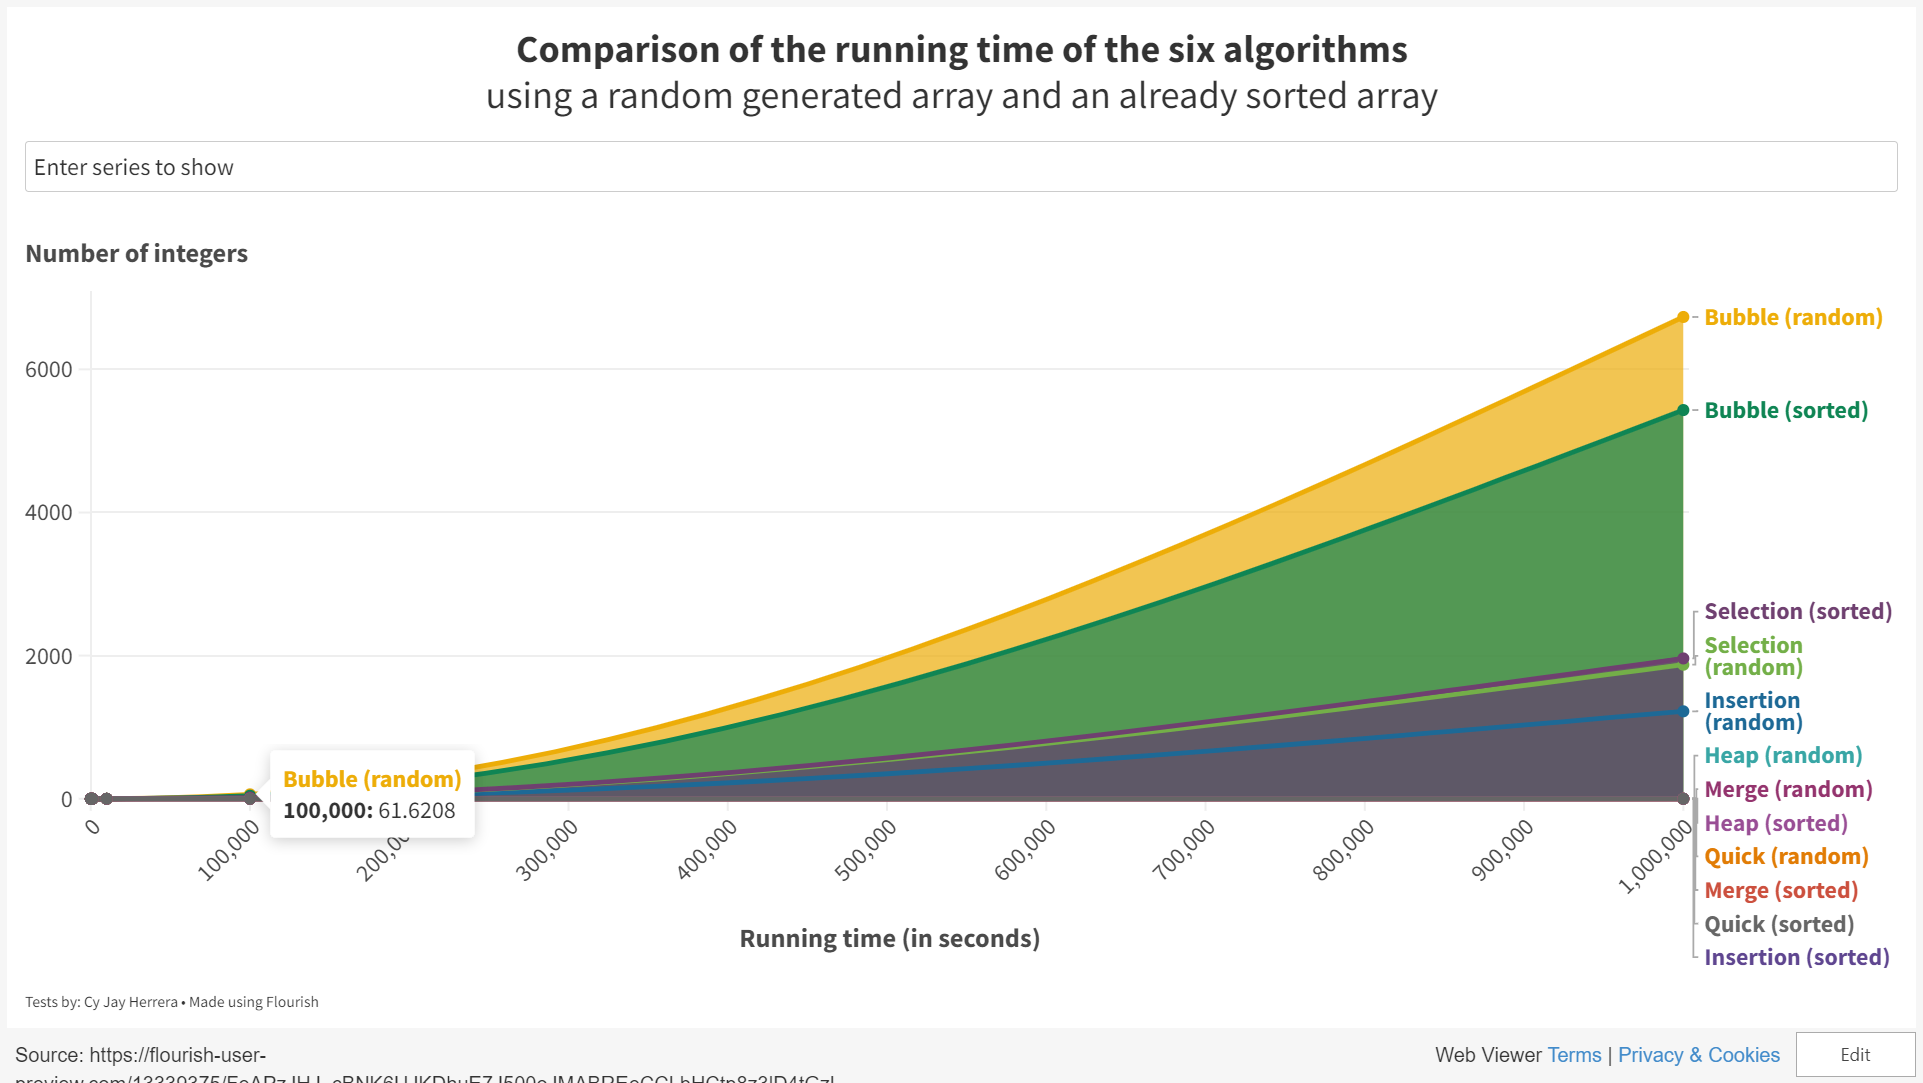 Comparison of the running time of the six algorithms
using a random generated array and an already sorted array
Enter series to show
Number of integers
6000
4000
2000
0
Bubble (random)
Bubble (sorted)
Selection (sorted)
Selection
(random)
Insertion
(random)
Heap (random)
Merge (random)
Heap (sorted)
Quick (random)
Merge (sorted)
Quick (sorted)
Insertion (sorted)
Bubble (random)
100,000: 61.6208
0
100,000
300,000
400,000
500,000
600,000
700,000
800,000
900,000
1,000,000
Running time (in seconds)
Tests by: Cy Jay Herrera • Made using Flourish
Source: https://flourish-user-
Web Viewer Terms | Privacy & Cookies
Edit